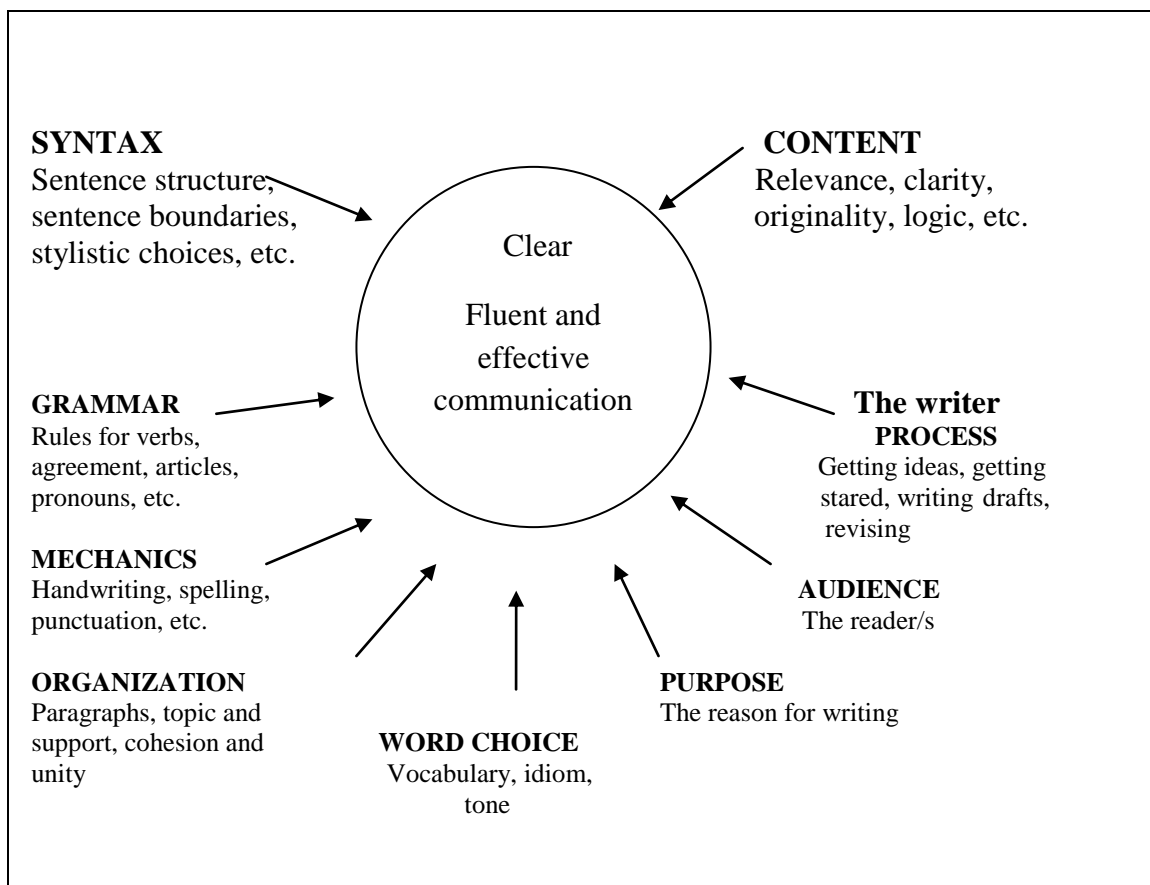 SYNTAX
Sentence structure,
sentence boundaries,
stylistic choices, etc.
CONTENT
Relevance, clarity,
originality, logic, etc.
Clear
Fluent and
effective
communication
GRAMMAR
Rules for verbs,
agreement, articles,
pronouns, etc.
The writer
PROCESS
Getting ideas, getting
stared, writing drafts,
revising
MECHANICS
Handwriting, spelling,
punctuation, etc.
AUDIENCE
The reader/s
ORGANIZATION
Paragraphs, topic and
support, cohesion and
unity
WORD CHOICE
Vocabulary, idiom,
tone
PURPOSE
The reason for writing